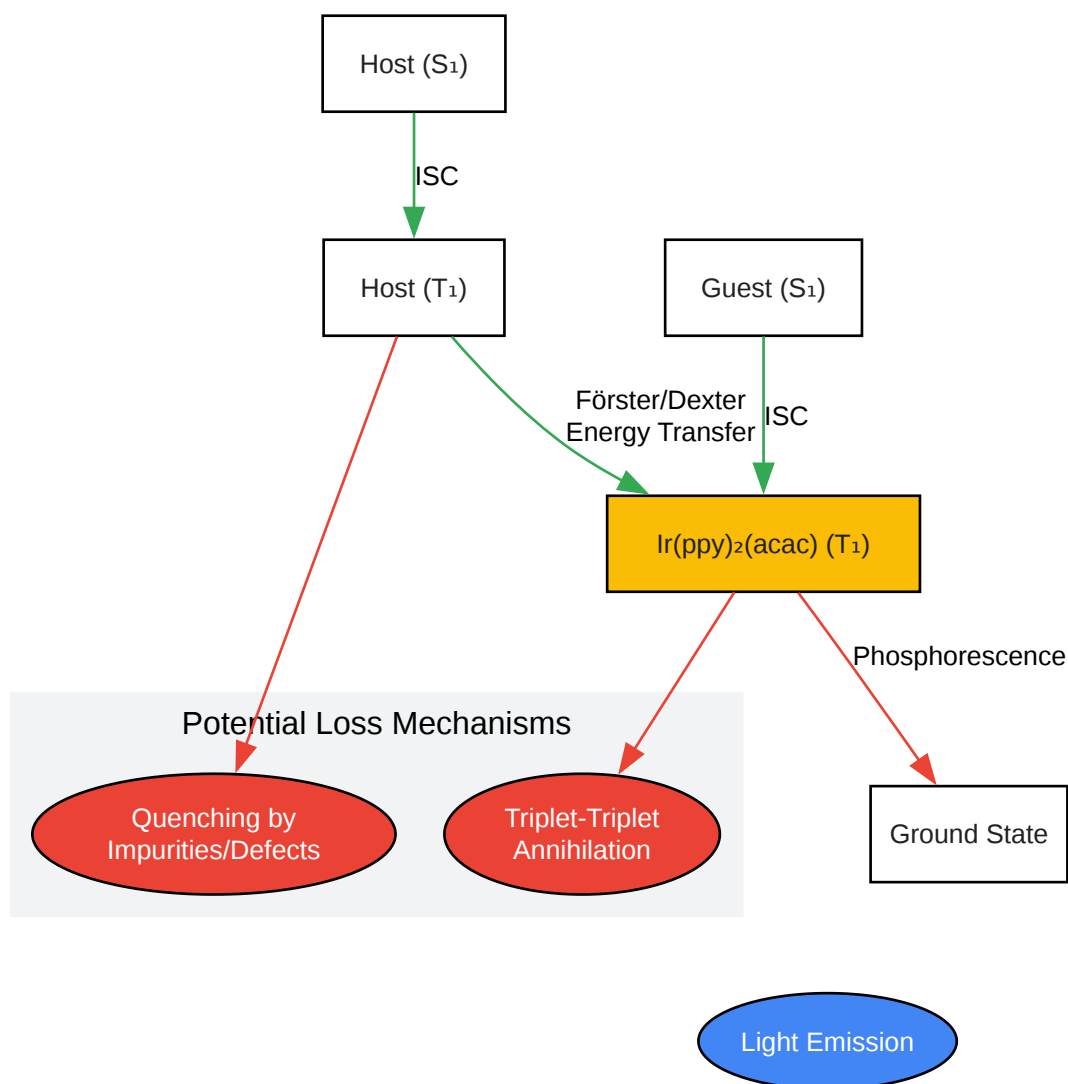 Host (S₁)
ISC
Host (T₁)
Guest (S₁)
Förster/Dexter
Energy Transfer
ISC
Ir(ppy)₂(acac) (T₁)
Phosphorescence
Potential Loss Mechanisms
Quenching by
Impurities/Defects
Triplet-Triplet
Annihilation
Ground State
Light Emission